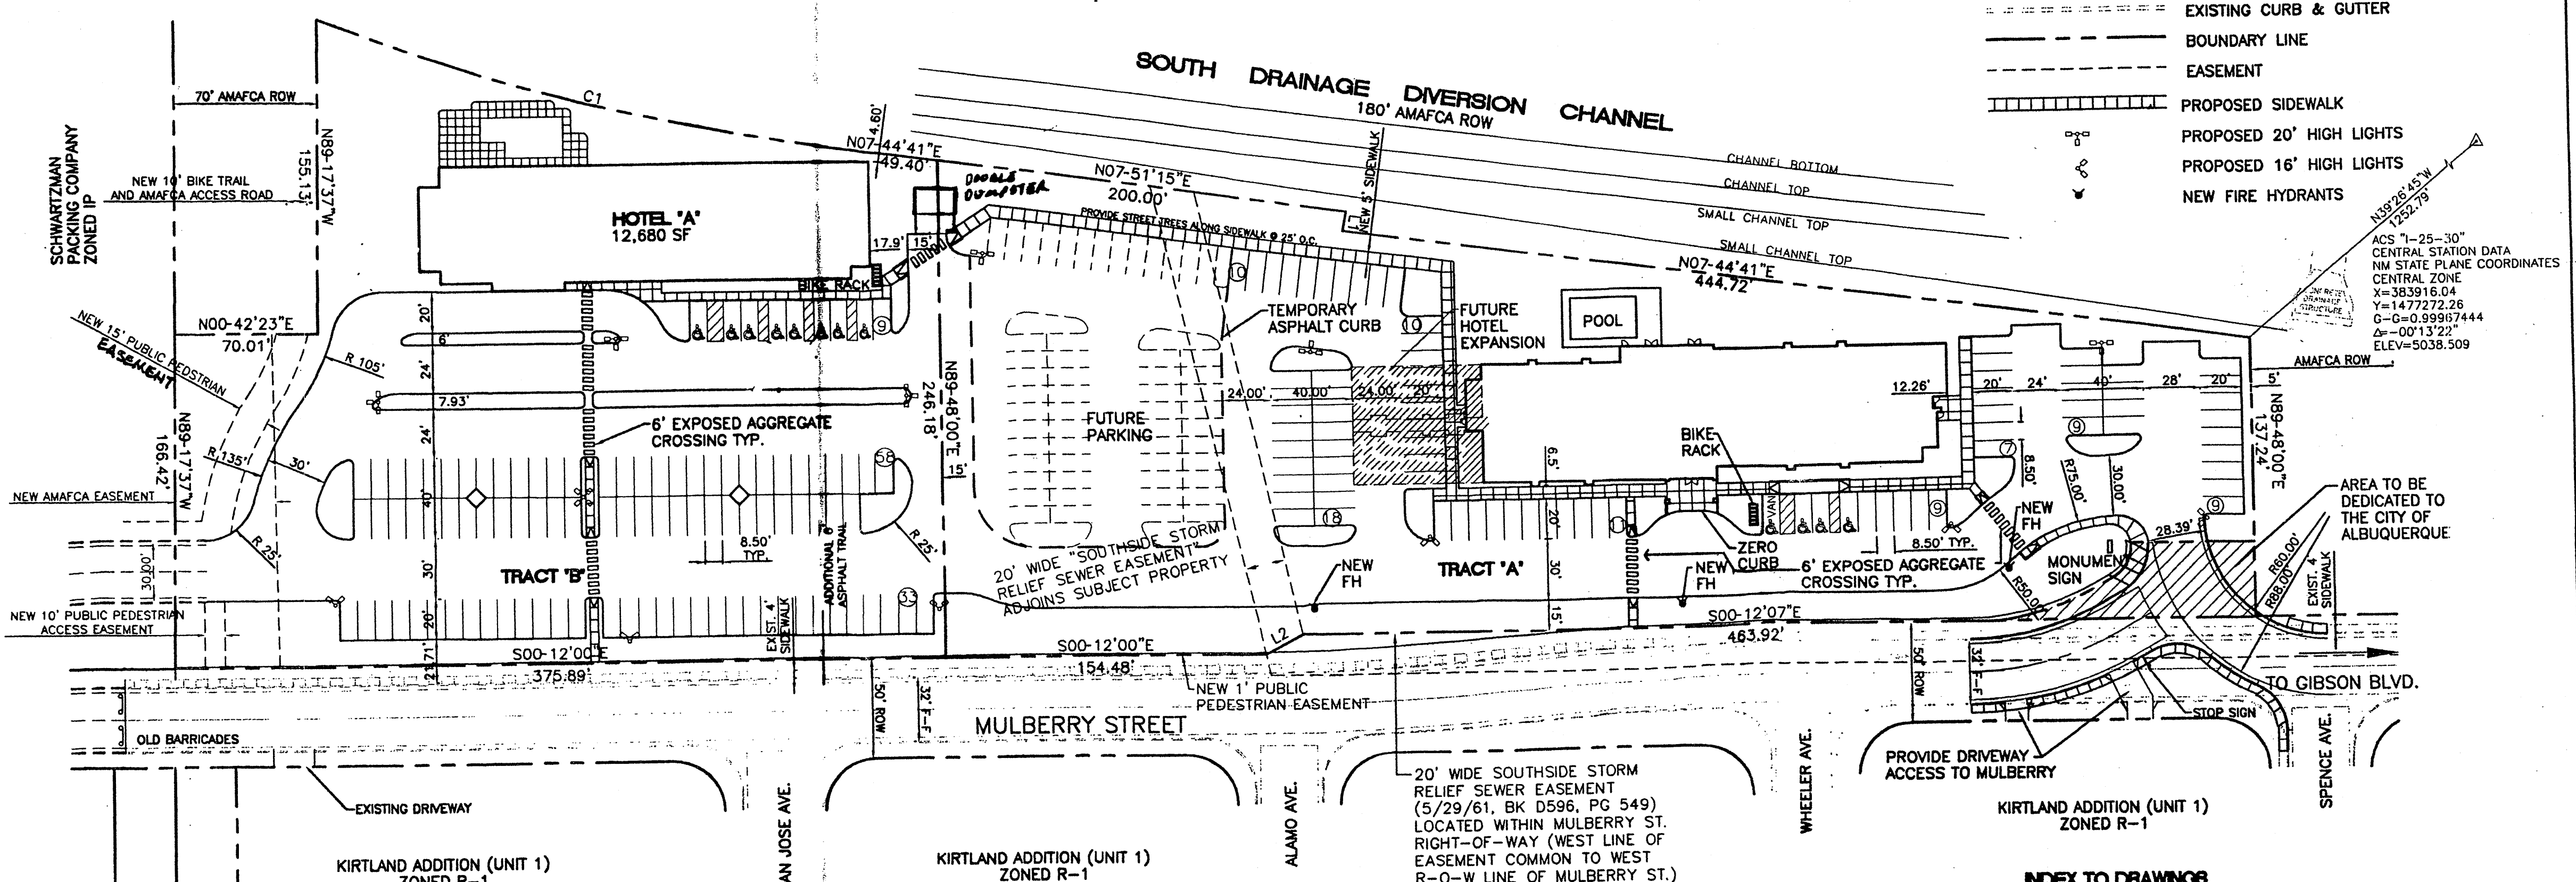 EXISTING CURB & GUTTER
BOUNDARY LINE
EASEMENT
PROPOSED SIDEWALK
PROPOSED 20' HIGH LIGHTS
PROPOSED 16' HIGH LIGHTS
NEW FIRE HYDRANTS
SOUTH DRAINAGE DIVERSION CHANNEL
180' AMAFCA ROW
CHANNEL BOTTOM
CHANNEL TOP
SMALL CHANNEL TOP
SMALL CHANNEL TOP
N39°26'45"W
1252.79'
N
ACS "I-25-30"
CENTRAL STATION DATA
NM STATE PLANE COORDINATES
CENTRAL ZONE
X=383916.04
Y=1477272.26
G-G=0.99967444
Δ=-00°13'22"
ELEV=5038.509
DRAINAGE
STRUCTURE
AMAFCA ROW
70' AMAFCA ROW
SCHWARTZMAN
PACKING COMPANY
ZONED IP
NEW 10' BIKE TRAIL
AND AMAFCA ACCESS ROAD
N89-17'37"W
155.13'
C1
4.60'
N07-44'41"E
49.40'
DOUBLE
DUMPSTER
N07-51'15"E
200.00'
L1
NEW 5' SIDEWALK
PROVIDE STREET TREES ALONG SIDEWALK @ 25' O.C.
N07-44'41"E
444.72'
HOTEL "A"
12,680 SF
17.9'
15'
BIKE RACK
9
N00-42'23"E
70.01'
NEW 15' PUBLIC PEDESTRIAN
EASEMENT
R 105'
20'
6'
24'
7.93'
24'
40'
30'
20'
21.71'
6' EXPOSED AGGREGATE
CROSSING TYP.
N89-48'00"E
246.18'
15'
10
TEMPORARY
ASPHALT CURB
10
FUTURE
HOTEL
EXPANSION
POOL
FUTURE
PARKING
24.00'
40.00'
24.00'
20'
12.26'
20'
24'
40'
28'
20'
5'
N89-48'00"E
137.24'
N89-17'37"W
166.42'
R 135'
30'
NEW AMAFCA EASEMENT
R 25'
58
R 25'
8.50'
TYP.
TRACT "B"
ADDITIONAL 6'
ASPHALT TRAIL
33
30.00'
NEW 10' PUBLIC PEDESTRIAN
ACCESS EASEMENT
EXIST. 4'
SIDEWALK
20' WIDE "SOUTHSIDE STORM
RELIEF SEWER EASEMENT"
ADJOINS SUBJECT PROPERTY
18
NEW
FH
TRACT "A"
6.5'
20'
30'
15'
11
BIKE
RACK
VAN
ZERO
CURB
NEW
FH
6' EXPOSED AGGREGATE
CROSSING TYP.
8.50' TYP.
9
7
9
8.50'
R75.00'
30.00'
NEW
FH
MONUMENT
SIGN
R50.00'
28.39'
9
R60.00'
R88.00'
AREA TO BE
DEDICATED TO
THE CITY OF
ALBUQUERQUE
EXIST. 4'
SIDEWALK
S00-12'00"E
375.89'
S00-12'00"E
154.48'
L2
S00-12'07"E
463.92'
NEW 1' PUBLIC
PEDESTRIAN EASEMENT
50' ROW
32' F-F
MULBERRY STREET
50' ROW
32' F-F
TO GIBSON BLVD.
STOP SIGN
PROVIDE DRIVEWAY
ACCESS TO MULBERRY
OLD BARRICADES
EXISTING DRIVEWAY
AN JOSE AVE.
ALAMO AVE.
WHEELER AVE.
SPENCE AVE.
20' WIDE SOUTHSIDE STORM
RELIEF SEWER EASEMENT
(5/29/61, BK D596, PG 549)
LOCATED WITHIN MULBERRY ST.
RIGHT-OF-WAY (WEST LINE OF
EASEMENT COMMON TO WEST
R-O-W LINE OF MULBERRY ST.)
KIRTLAND ADDITION (UNIT 1)
ZONED R-1
KIRTLAND ADDITION (UNIT 1)
ZONED R-1
KIRTLAND ADDITION (UNIT 1)
ZONED R-1
INDEX TO DRAWINGS